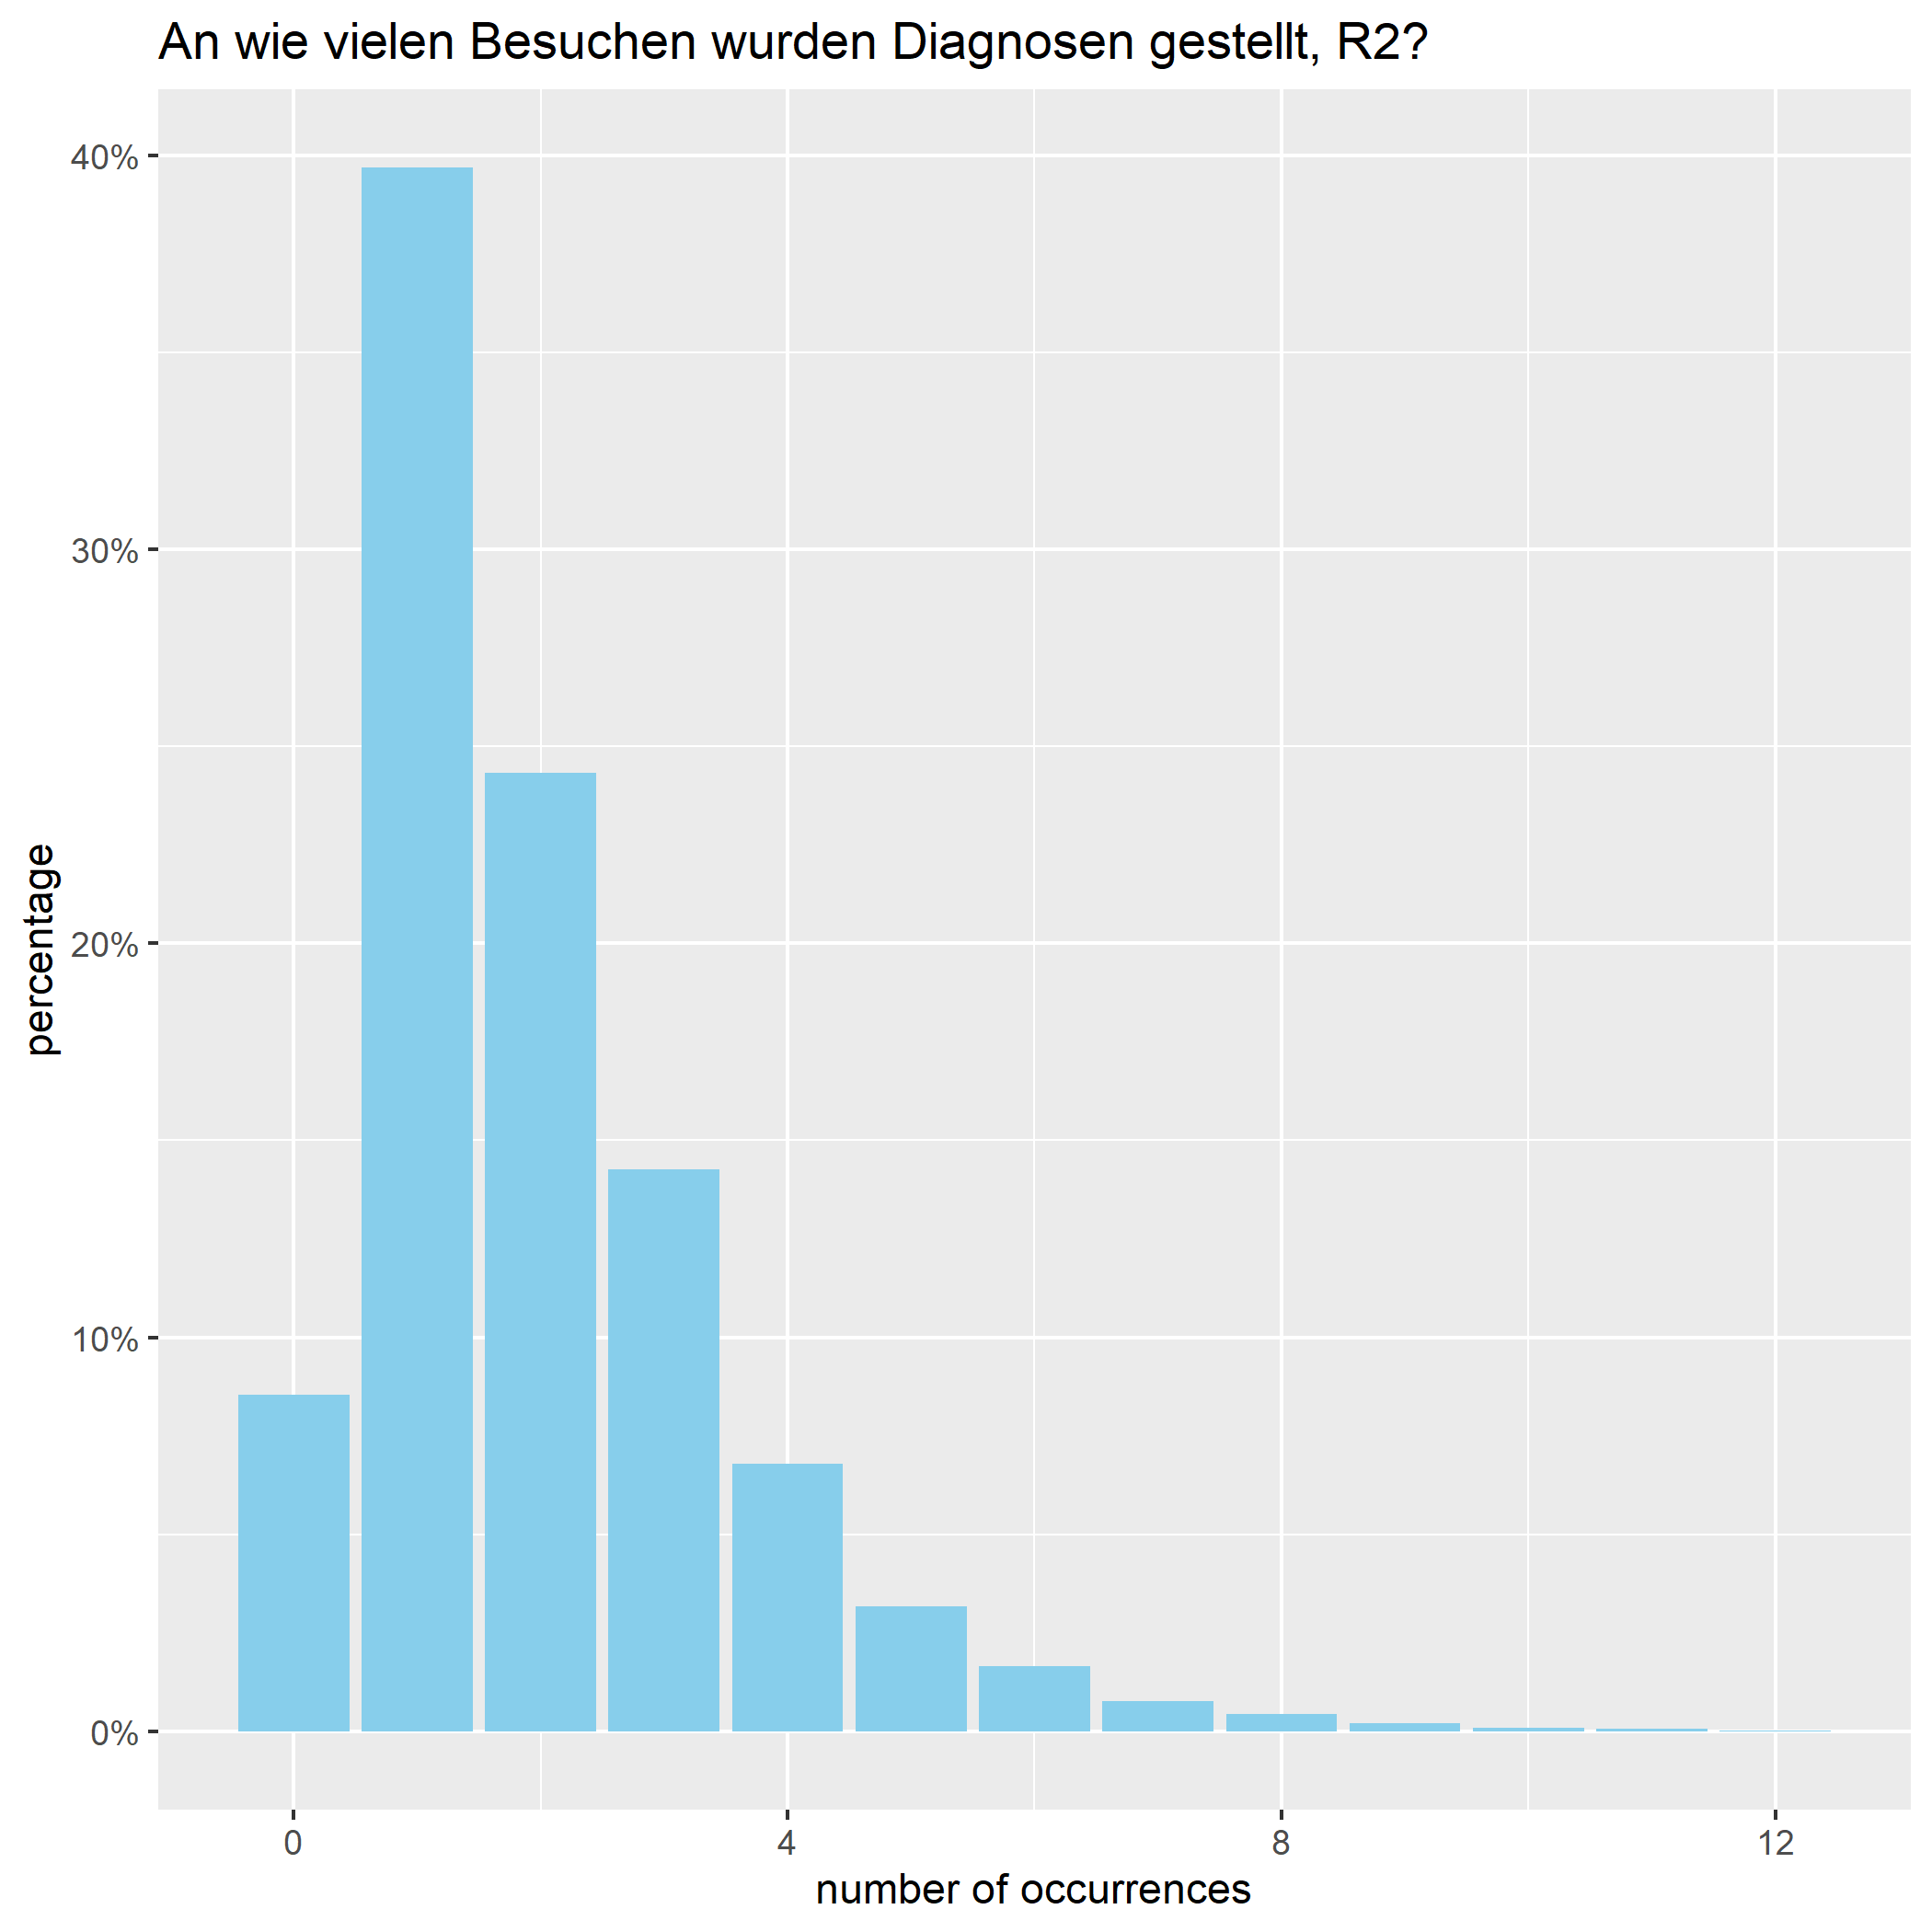 An wie vielen Besuchen wurden Diagnosen gestellt, R2?
40%
30%
20%
10%
0%
percentage
0 4 8 12
number of occurrences